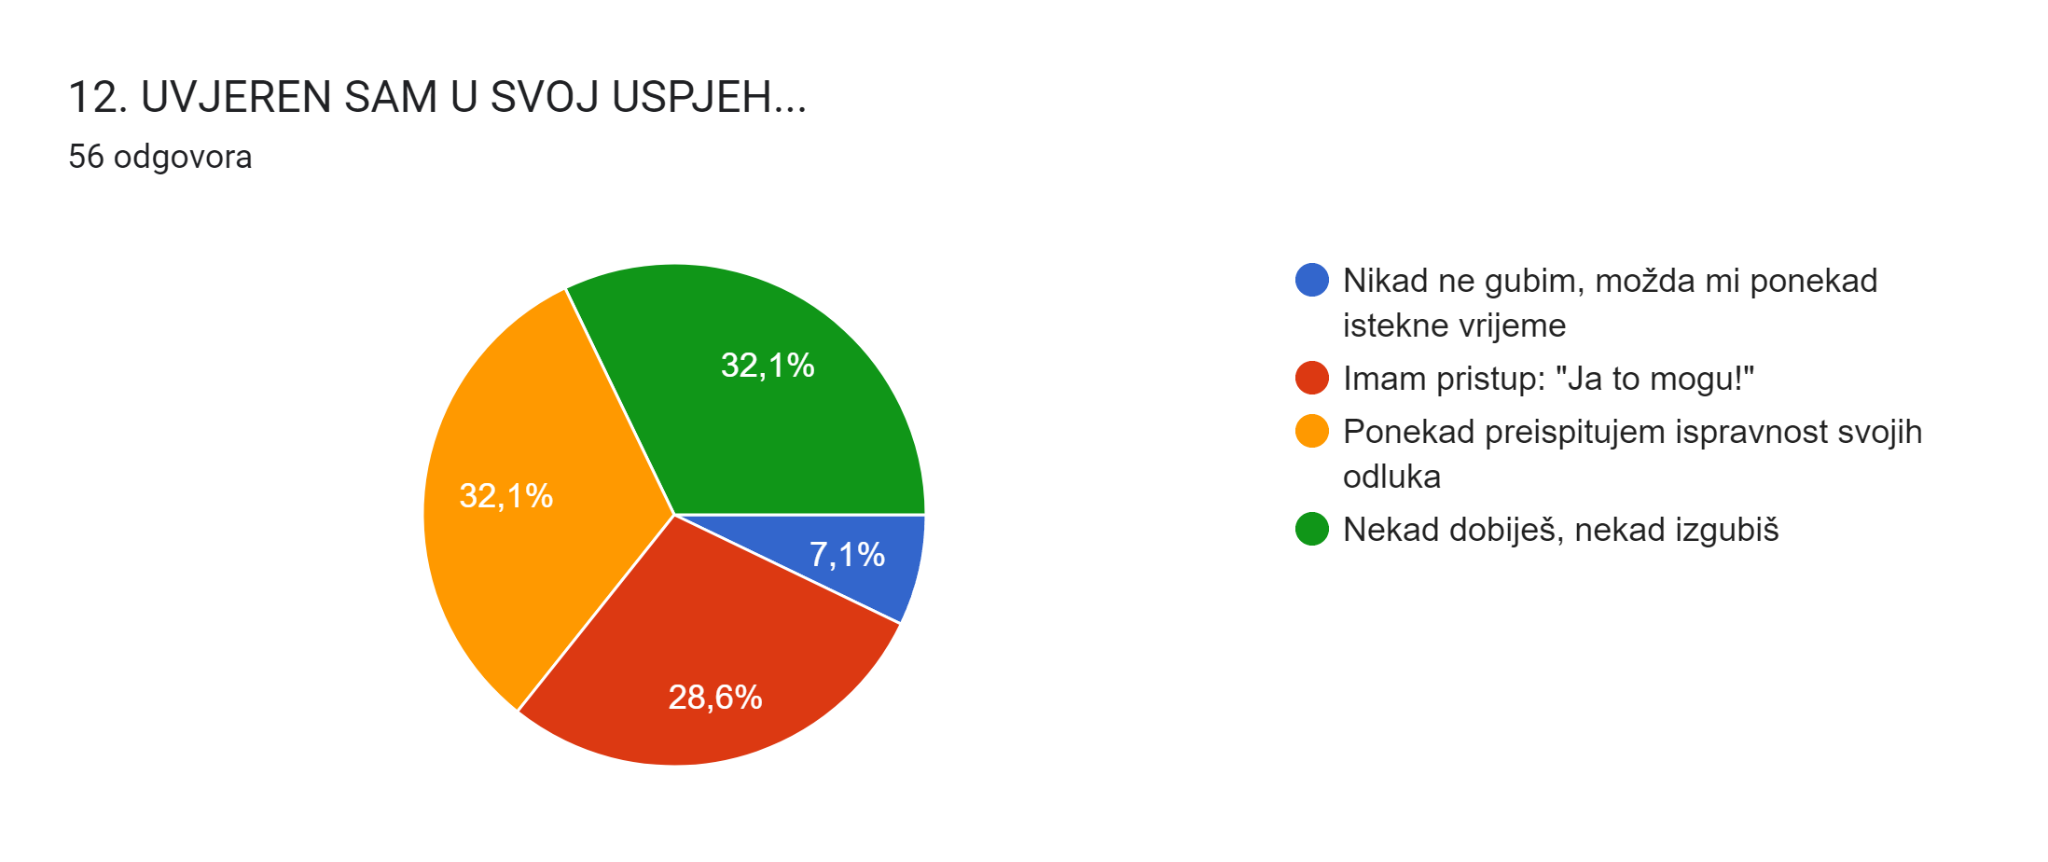 12. UVJEREN SAM U SVOJ USPJEH...
56 odgovora
32,1%
32,1%
7,1%
28,6%
Nikad ne gubim, možda mi ponekad
istekne vrijeme
Imam pristup: "Ja to mogu!"
Ponekad preispitujem ispravnost svojih
odluka
Nekad dobiješ, nekad izgubiš